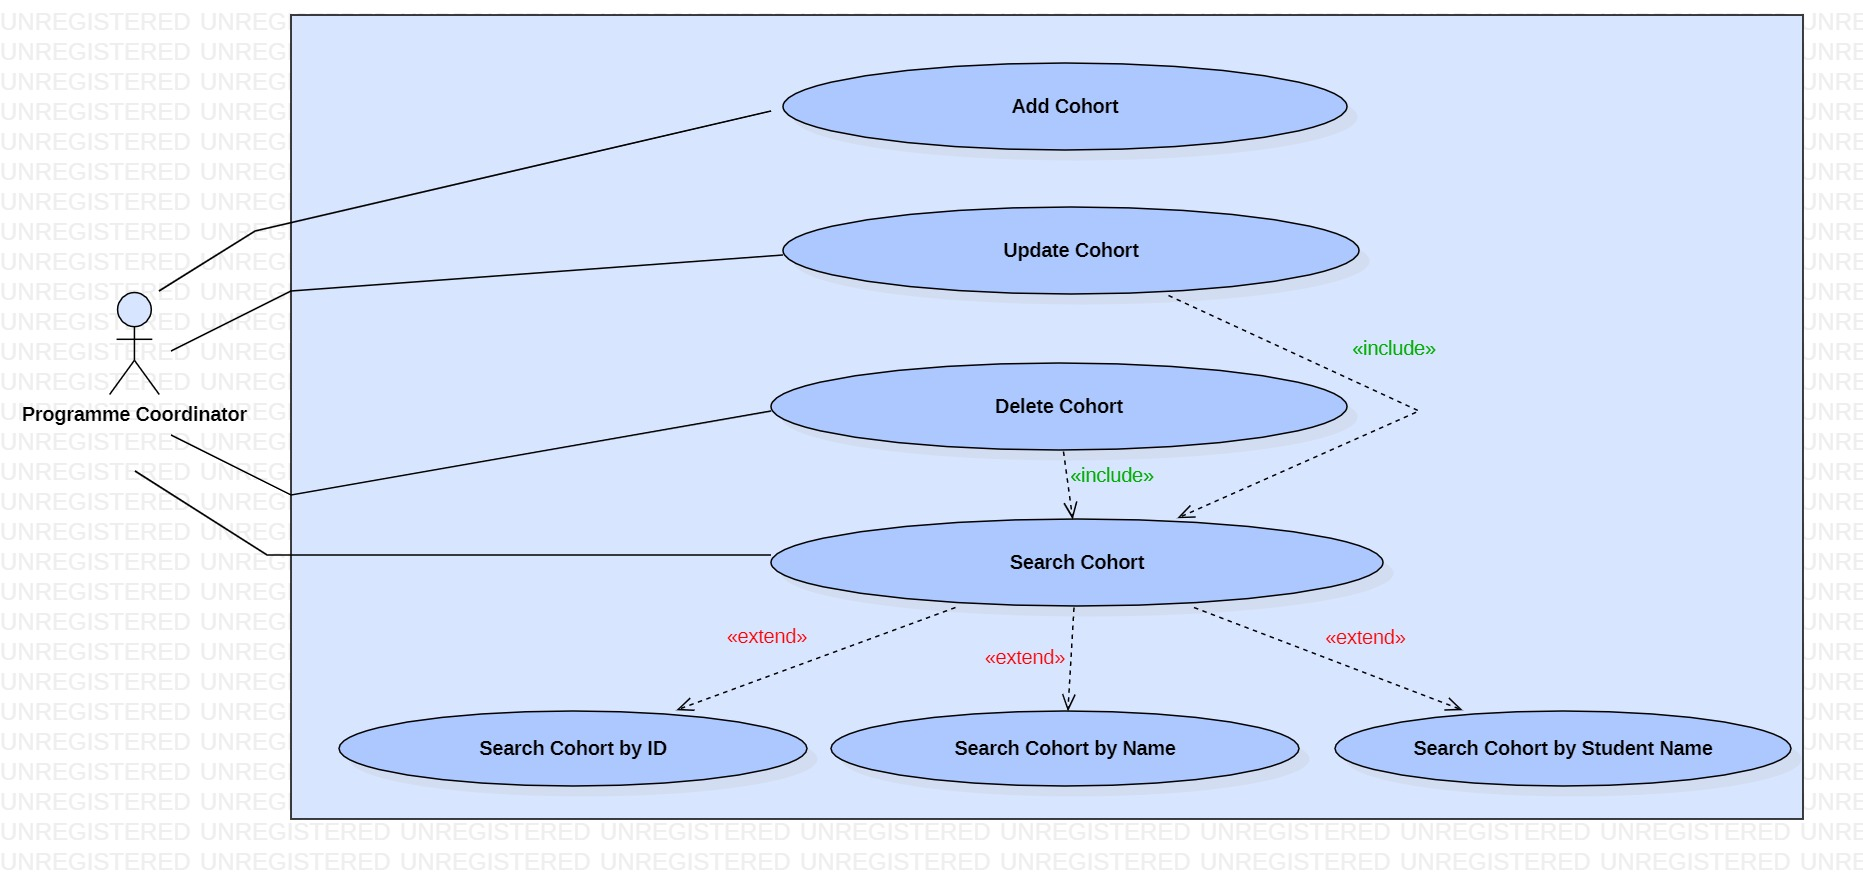 Add Cohort
Update Cohort
«include»
Delete Cohort
Programme Coordinator
«include»
Search Cohort
«extend»
«extend»
«extend»
Search Cohort by ID
Search Cohort by Name
Search Cohort by Student Name
UNREGISTERED UNREGISTERED UNREGISTERED UNREGISTERED UNREGISTERED UNREGISTERED UNREGISTERED UNREGISTERED UNREGISTERED UNRE
UNREGISTERED UNREGISTERED UNREGISTERED UNREGISTERED UNREGISTERED UNREGISTERED UNREGISTERED UNREGISTERED UNREGISTERED UNRE